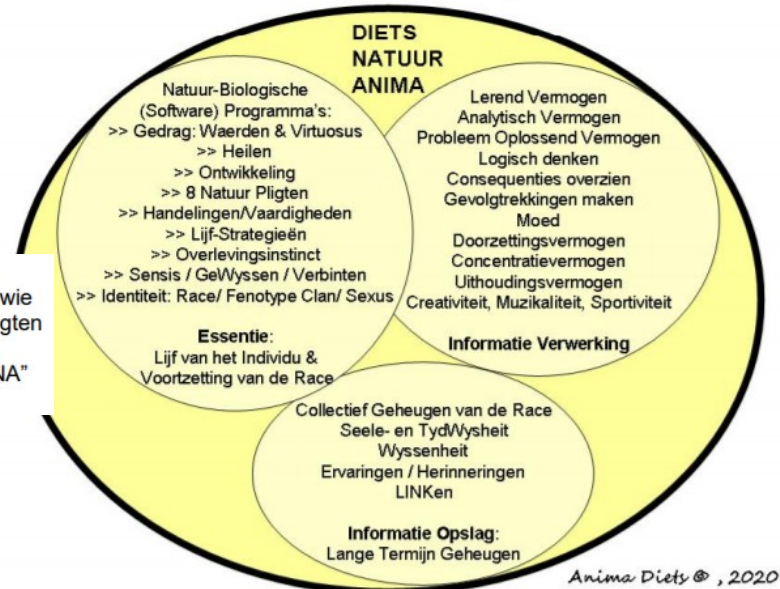 DIETS
NATUUR
ANIMA
Natuur-Biologische
(Software) Programma's:
>> Gedrag: Waerden & Virtuosus
>> Heilen
>> Ontwikkeling
>> 8 Natuur Pligten
>> Handelingen/Vaardigheden
>> Lijf-Strategieën
>> Overlevingsinstinct
>> Sensis / GeWyssen / Verbinten
>> Identiteit: Race/ Fenotype Clan/ Sexus
Essentie:
Lijf van het Individu &
Voortzetting van de Race
Lerend Vermogen
Analytisch Vermogen
Probleem Oplossend Vermogen
Logisch denken
Consequenties overzien
Gevolgtrekkingen maken
Moed
Doorzettingsvermogen
Concentratievermogen
Uithoudingsvermogen
Creativiteit, Muzikaliteit, Sportiviteit
Informatie Verwerking
wie
gten
NA"
Collectief Geheugen van de Race
Seele- en TydWysheit
Wyssenheit
Ervaringen / Herinneringen
LINKen
Informatie Opslag:
Lange Termijn Geheugen
Anima Diets ® , 2020